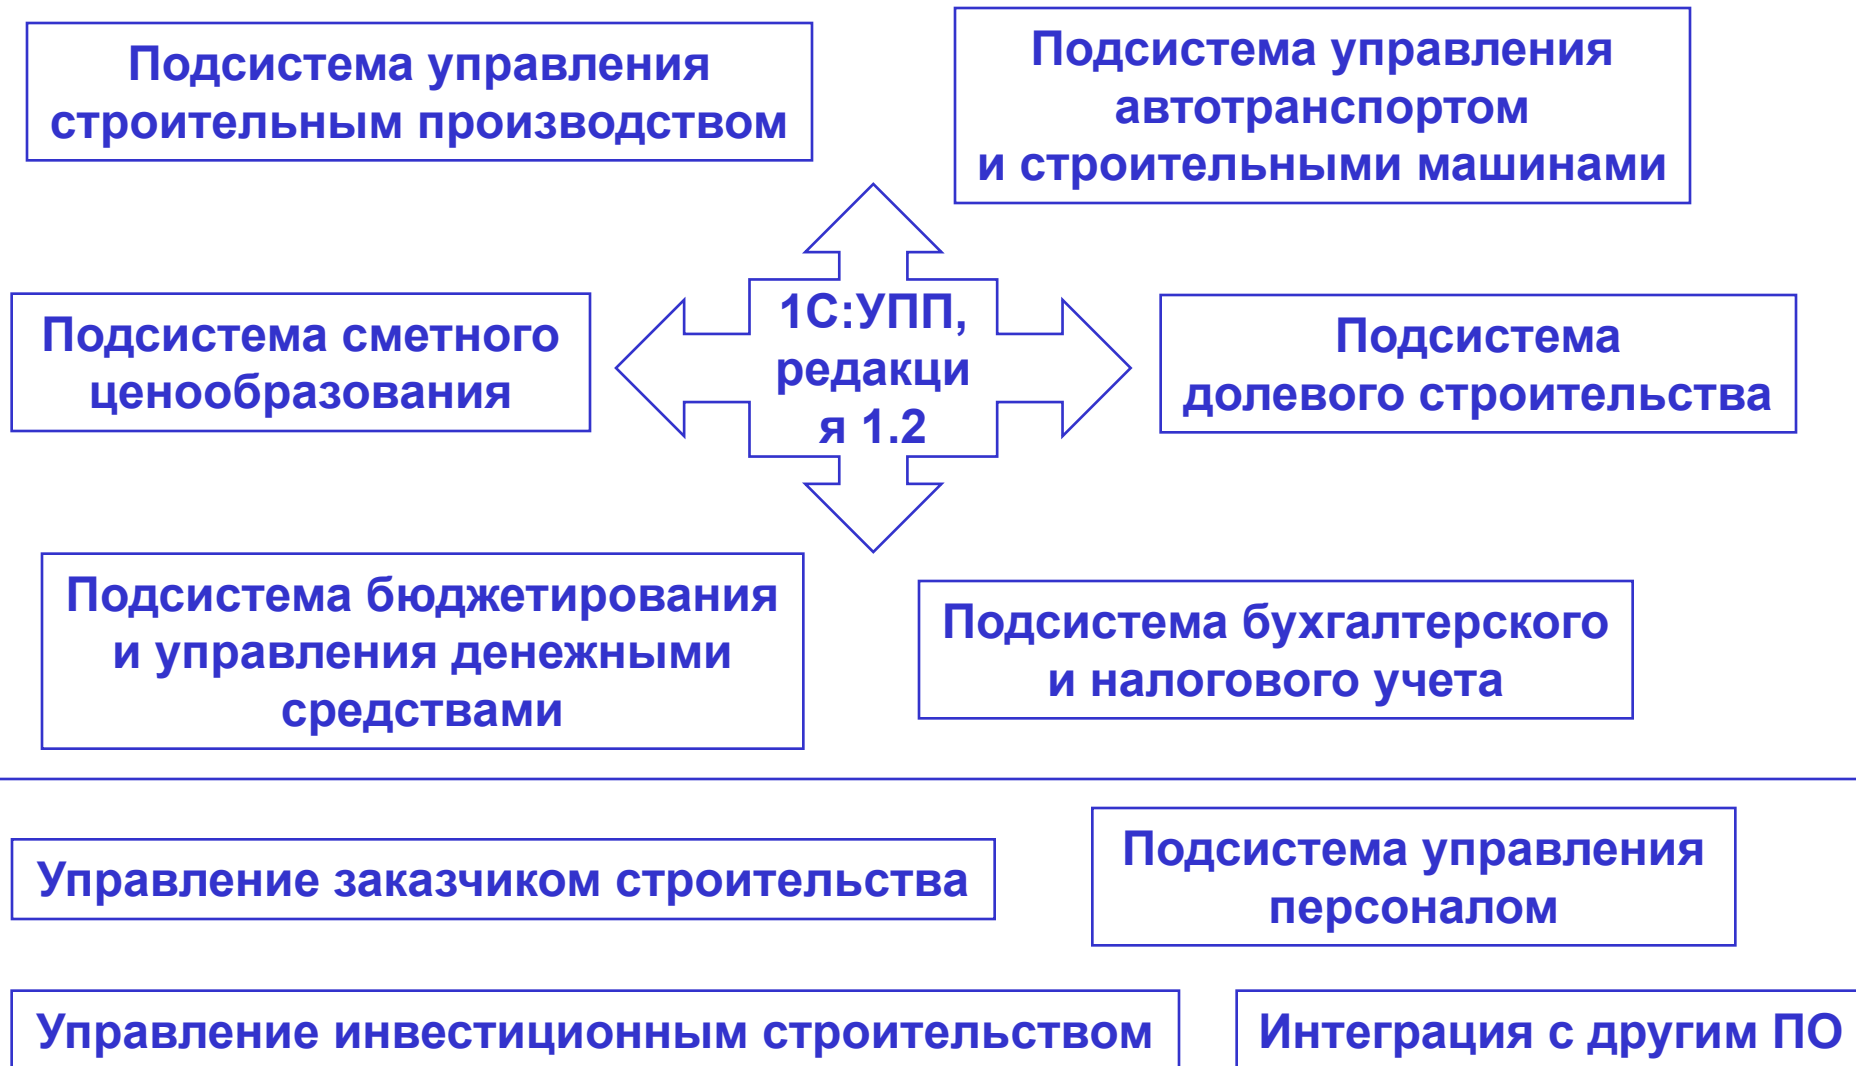 Подсистема управления
строительным производством
Подсистема управления
автотранспортом
и строительными машинами
Подсистема сметного
ценообразования
1С:УПП,
редакци
я 1.2
Подсистема
долевого строительства
Подсистема бюджетирования
и управления денежными
средствами
Подсистема бухгалтерского
и налогового учета
Управление заказчиком строительства
Подсистема управления
персоналом
Управление инвестиционным строительством
Интеграция с другим ПО